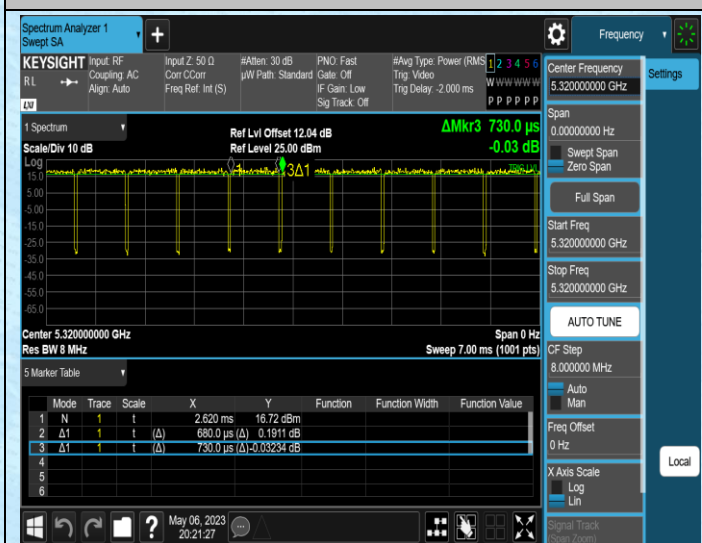 Spectrum Analyzer 1
Swept SA
Frequency
KEYSIGHT
RL
LXI
Input: RF
Coupling: AC
Align: Auto
Input Z: 50 Ω
Corr CCorr
Freq Ref: Int (S)
#Atten: 30 dB
µW Path: Standard
PNO: Fast
Gate: Off
IF Gain: Low
Sig Track: Off
#Avg Type: Power (RMS
Trig: Video
Trig Delay: -2.000 ms
1 2 3 4 5 6
W W W W W W
P P P P P P
Center Frequency
5.320000000 GHz
Settings
Span
0.00000000 Hz
Swept Span
Zero Span
Full Span
Start Freq
5.320000000 GHz
Stop Freq
5.320000000 GHz
AUTO TUNE
CF Step
8.000000 MHz
Auto
Man
Freq Offset
0 Hz
X Axis Scale
Log
Lin
Signal Track
(Span Zoom)
Local
1 Spectrum
Scale/Div 10 dB
Ref Lvl Offset 12.04 dB
Ref Level 25.00 dBm
ΔMkr3 730.0 µs
-0.03 dB
Log
15.0
5.00
-5.00
-15.0
-25.0
-35.0
-45.0
-55.0
-65.0
1
3Δ1
TRIG LVL
Center 5.320000000 GHz
Span 0 Hz
Res BW 8 MHz
Sweep 7.00 ms (1001 pts)
5 Marker Table
Mode Trace Scale X Y Function Function Width Function Value
1 N 1 t 2.620 ms 16.72 dBm
2 Δ1 1 t (Δ) 680.0 µs (Δ) 0.1911 dB
3 Δ1 1 t (Δ) 730.0 µs (Δ) -0.03234 dB
4
5
6
?
May 06, 2023
20:21:27